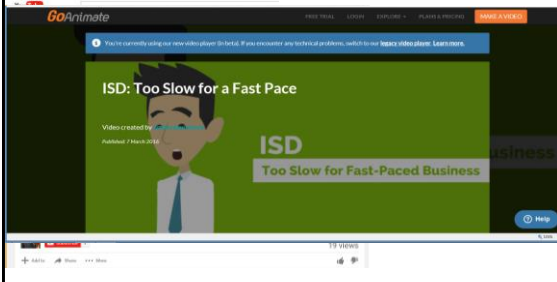 GoAnimate
FREE TRIAL LOGIN EXPLORE PLANS & PRICING MAKE A VIDEO
You're currently using our new video player (in beta). If you encounter any technical problems, switch to our legacy video player. Learn more.
ISD: Too Slow for a Fast Pace
Video created by
Published: 7 March 2016
ISD
Too Slow for Fast-Paced Business
usiness
Help
19 views
Add to Share More